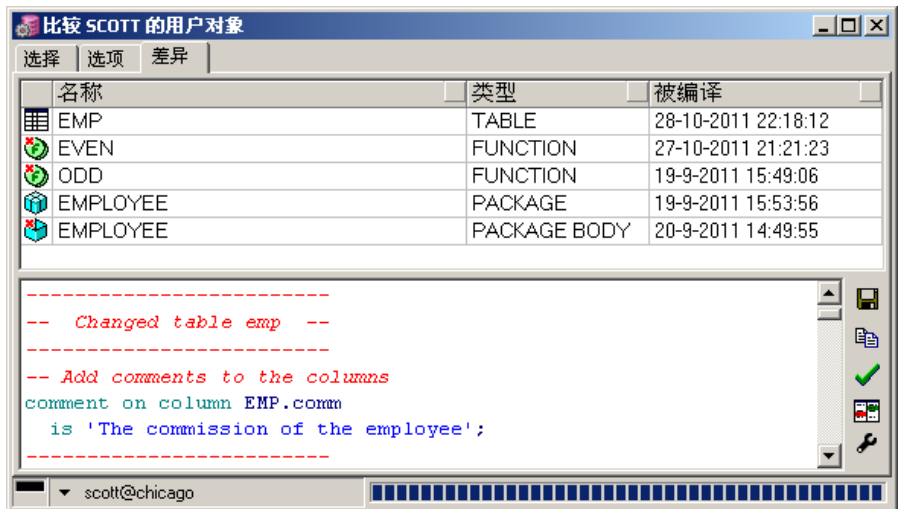 比较 SCOTT 的用户对象
选择 选项 差异
名称 类型 被编译
EMP TABLE 28-10-2011 22:18:12
EVEN FUNCTION 27-10-2011 21:21:23
ODD FUNCTION 19-9-2011 15:49:06
EMPLOYEE PACKAGE 19-9-2011 15:53:56
EMPLOYEE PACKAGE BODY 20-9-2011 14:49:55
-------------------------
--  Changed table emp  --
-------------------------
-- Add comments to the columns
comment on column EMP.comm
  is 'The commission of the employee';
-------------------------
scott@chicago